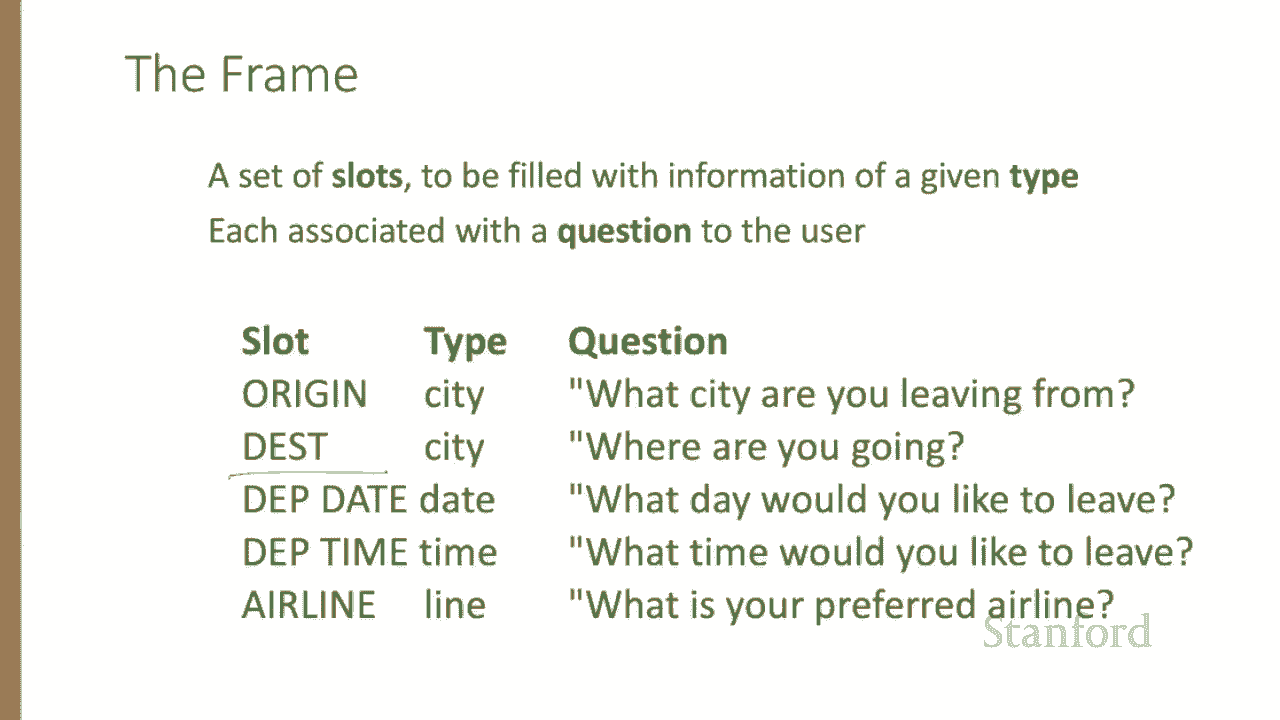 The Frame
A set of slots, to be filled with information of a given type
Each associated with a question to the user
Slot Type Question
ORIGIN city "What city are you leaving from?
DEST city "Where are you going?
DEP DATE date "What day would you like to leave?
DEP TIME time "What time would you like to leave?
AIRLINE line "What is your preferred airline?
Stanford